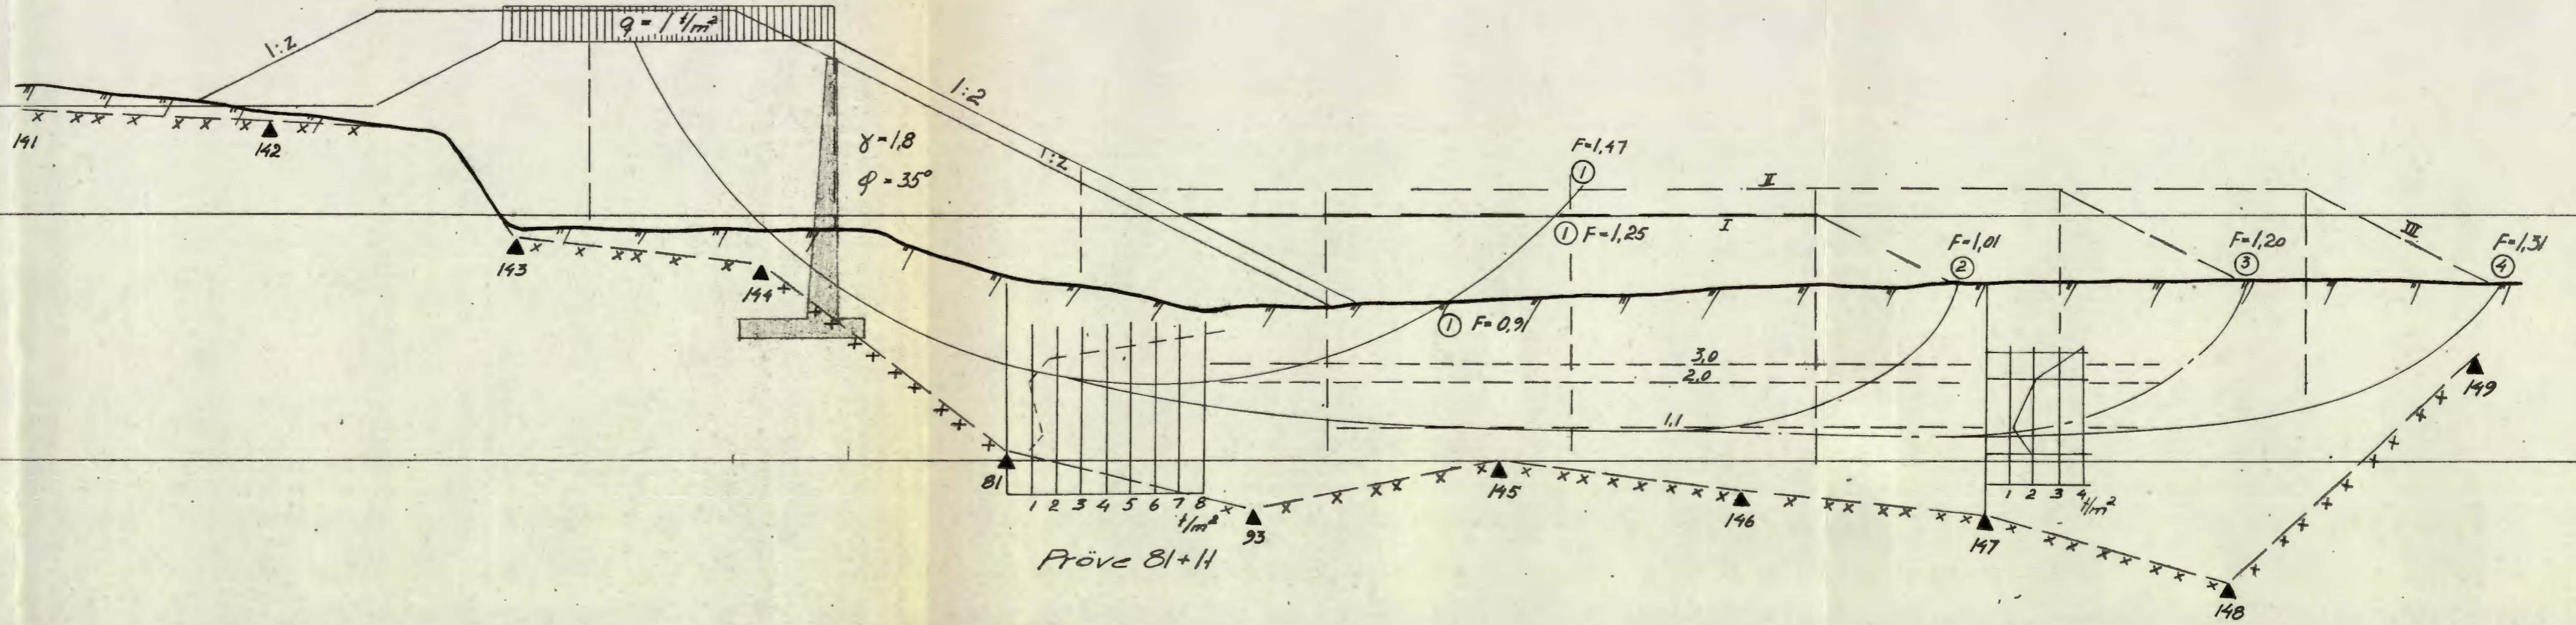 q = 1 t/m²
1:2
1:2
1:2
141
142
143
144
γ = 1,8
φ = 35°
F=1,47
1
II
1 F=1,25
I
III
F=1,01
2
F=1,20
3
F=1,31
4
1 F=0,91
3,0
2,0
1,1
81
1 2 3 4 5 6 7 8
t/m²
93
145
146
147
1 2 3 4
t/m²
148
149
Pröve 81+H